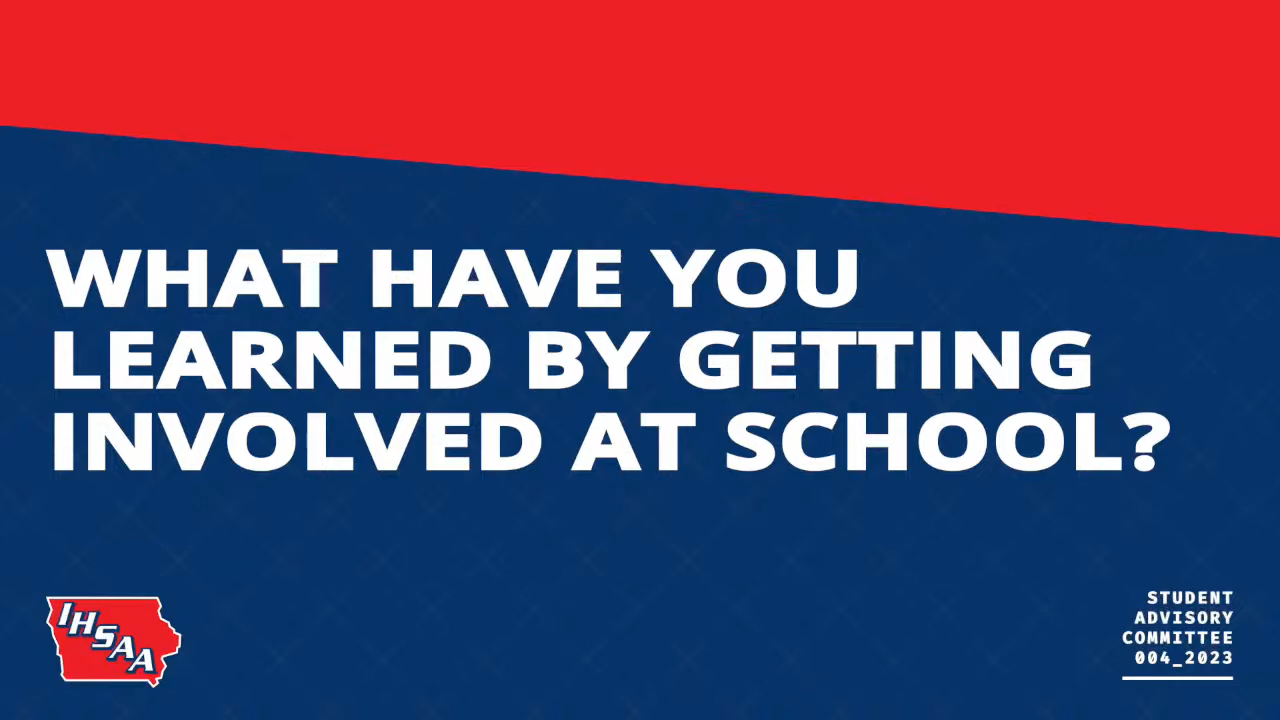 WHAT HAVE YOU
LEARNED BY GETTING
INVOLVED AT SCHOOL?
IHSAA
STUDENT
ADVISORY
COMMITTEE
004_2023